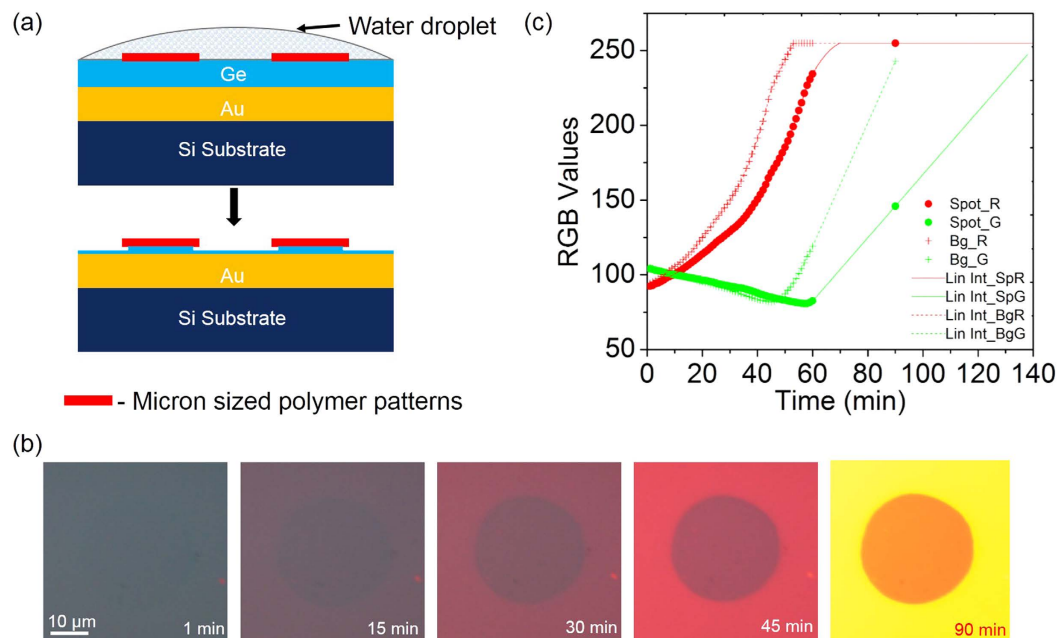 (a)
Water droplet
Ge
Au
Si Substrate
Au
Si Substrate
- Micron sized polymer patterns
(c)
RGB Values
250
200
150
100
50
0 20 40 60 80 100 120 140
Time (min)
Spot_R
Spot_G
Bg_R
Bg_G
Lin Int_SpR
Lin Int_SpG
Lin Int_BgR
Lin Int_BgG
(b)
10 µm
1 min
15 min
30 min
45 min
90 min